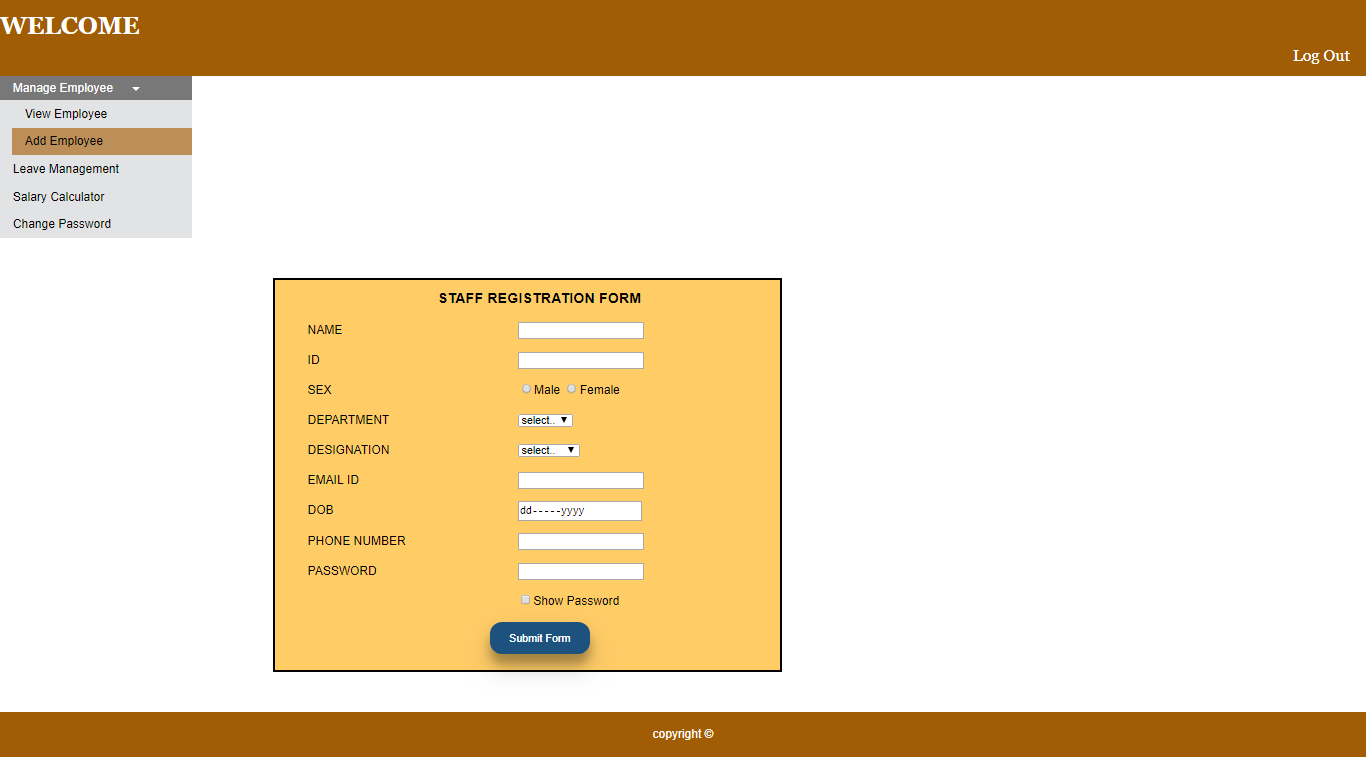 WELCOME
Log Out
Manage Employee
View Employee
Add Employee
Leave Management
Salary Calculator
Change Password
STAFF REGISTRATION FORM
NAME
ID
SEX Male Female
DEPARTMENT select..
DESIGNATION select..
EMAIL ID
DOB dd-----yyyy
PHONE NUMBER
PASSWORD
Show Password
Submit Form
copyright ©